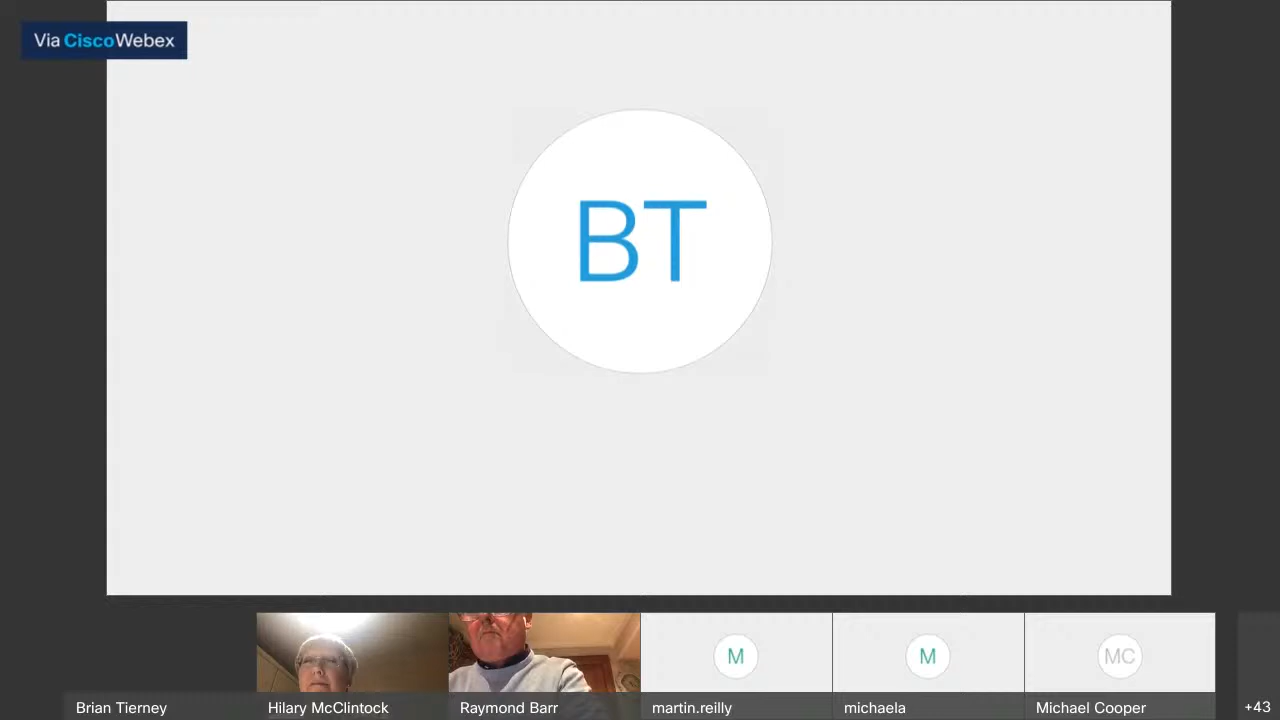 Via CiscoWebex
BT
M
M
MC
Brian Tierney
Hilary McClintock
Raymond Barr
martin.reilly
michaela
Michael Cooper
+43